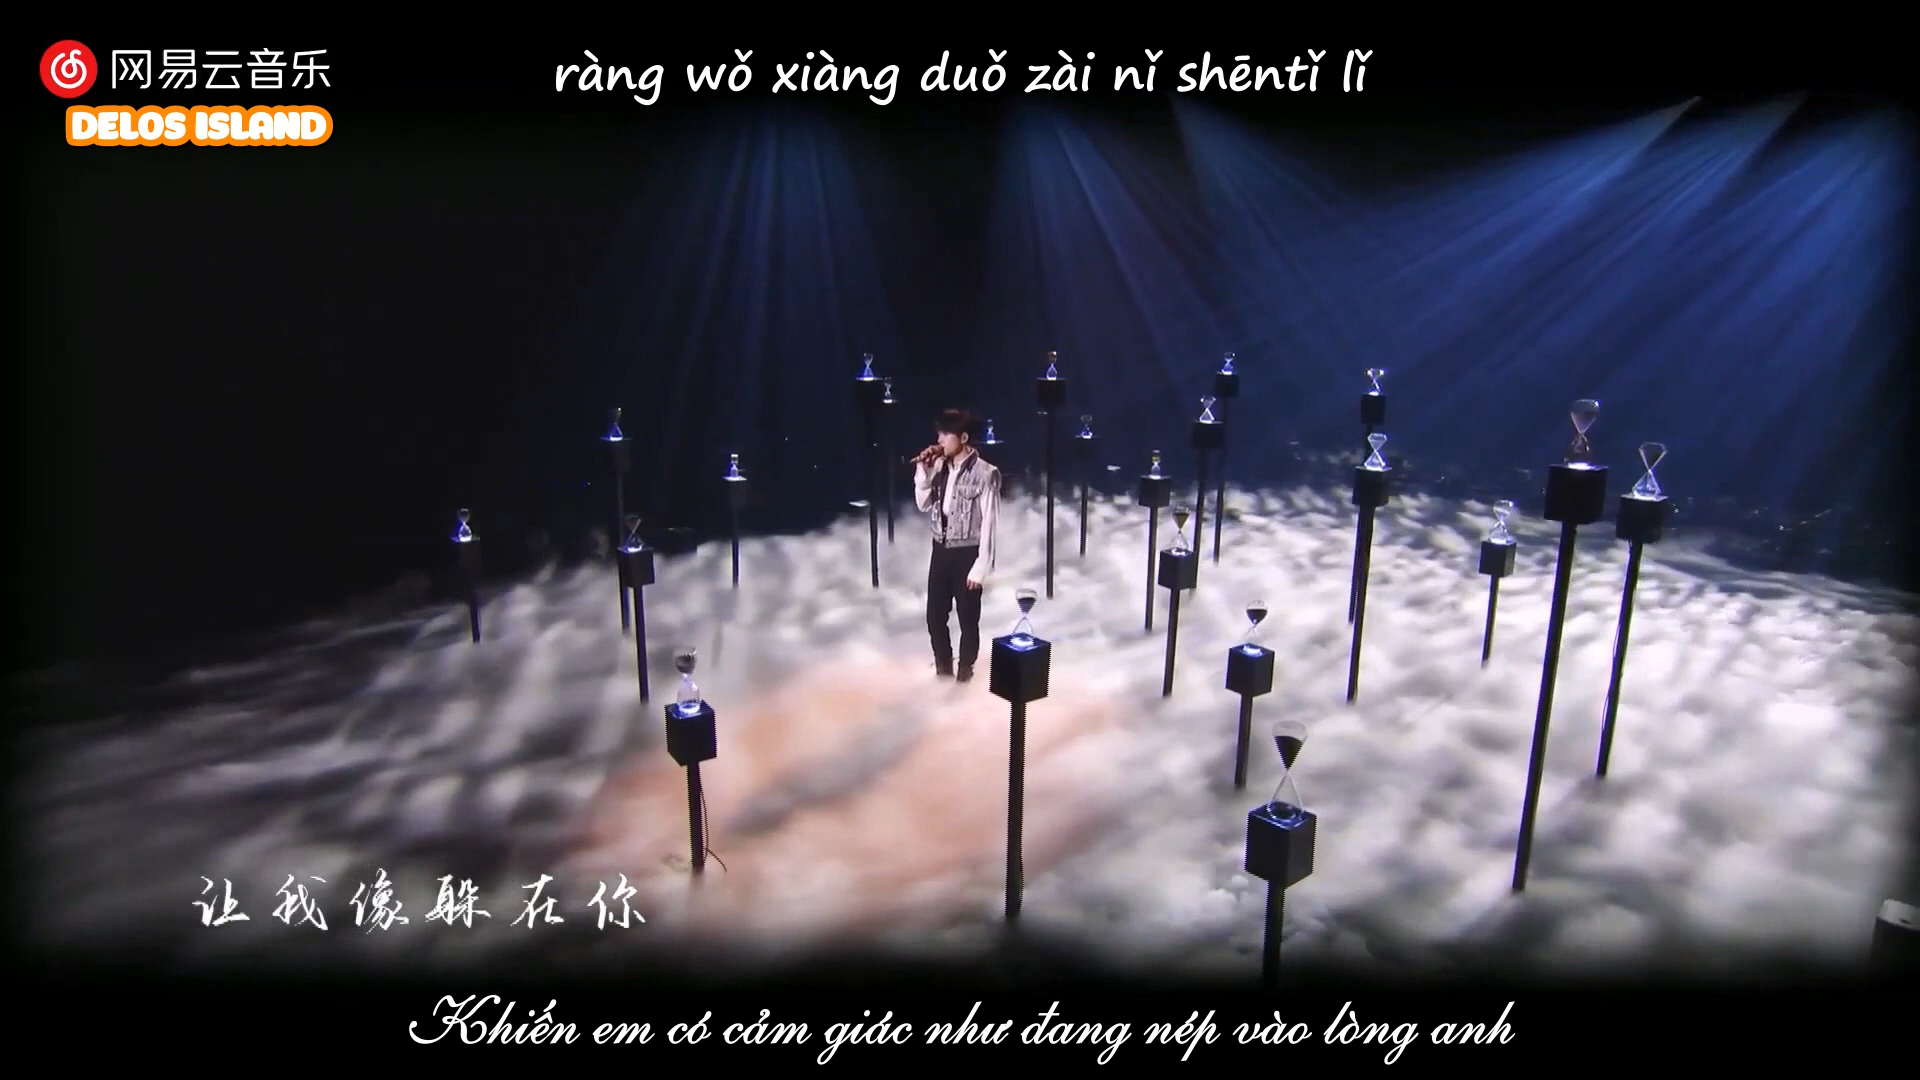 网易云音乐
DELOS ISLAND
ràng wǒ xiàng duǒ zài nǐ shēntǐ lǐ
让我像躲在你
Khiến em có cảm giác như đang nép vào lòng anh